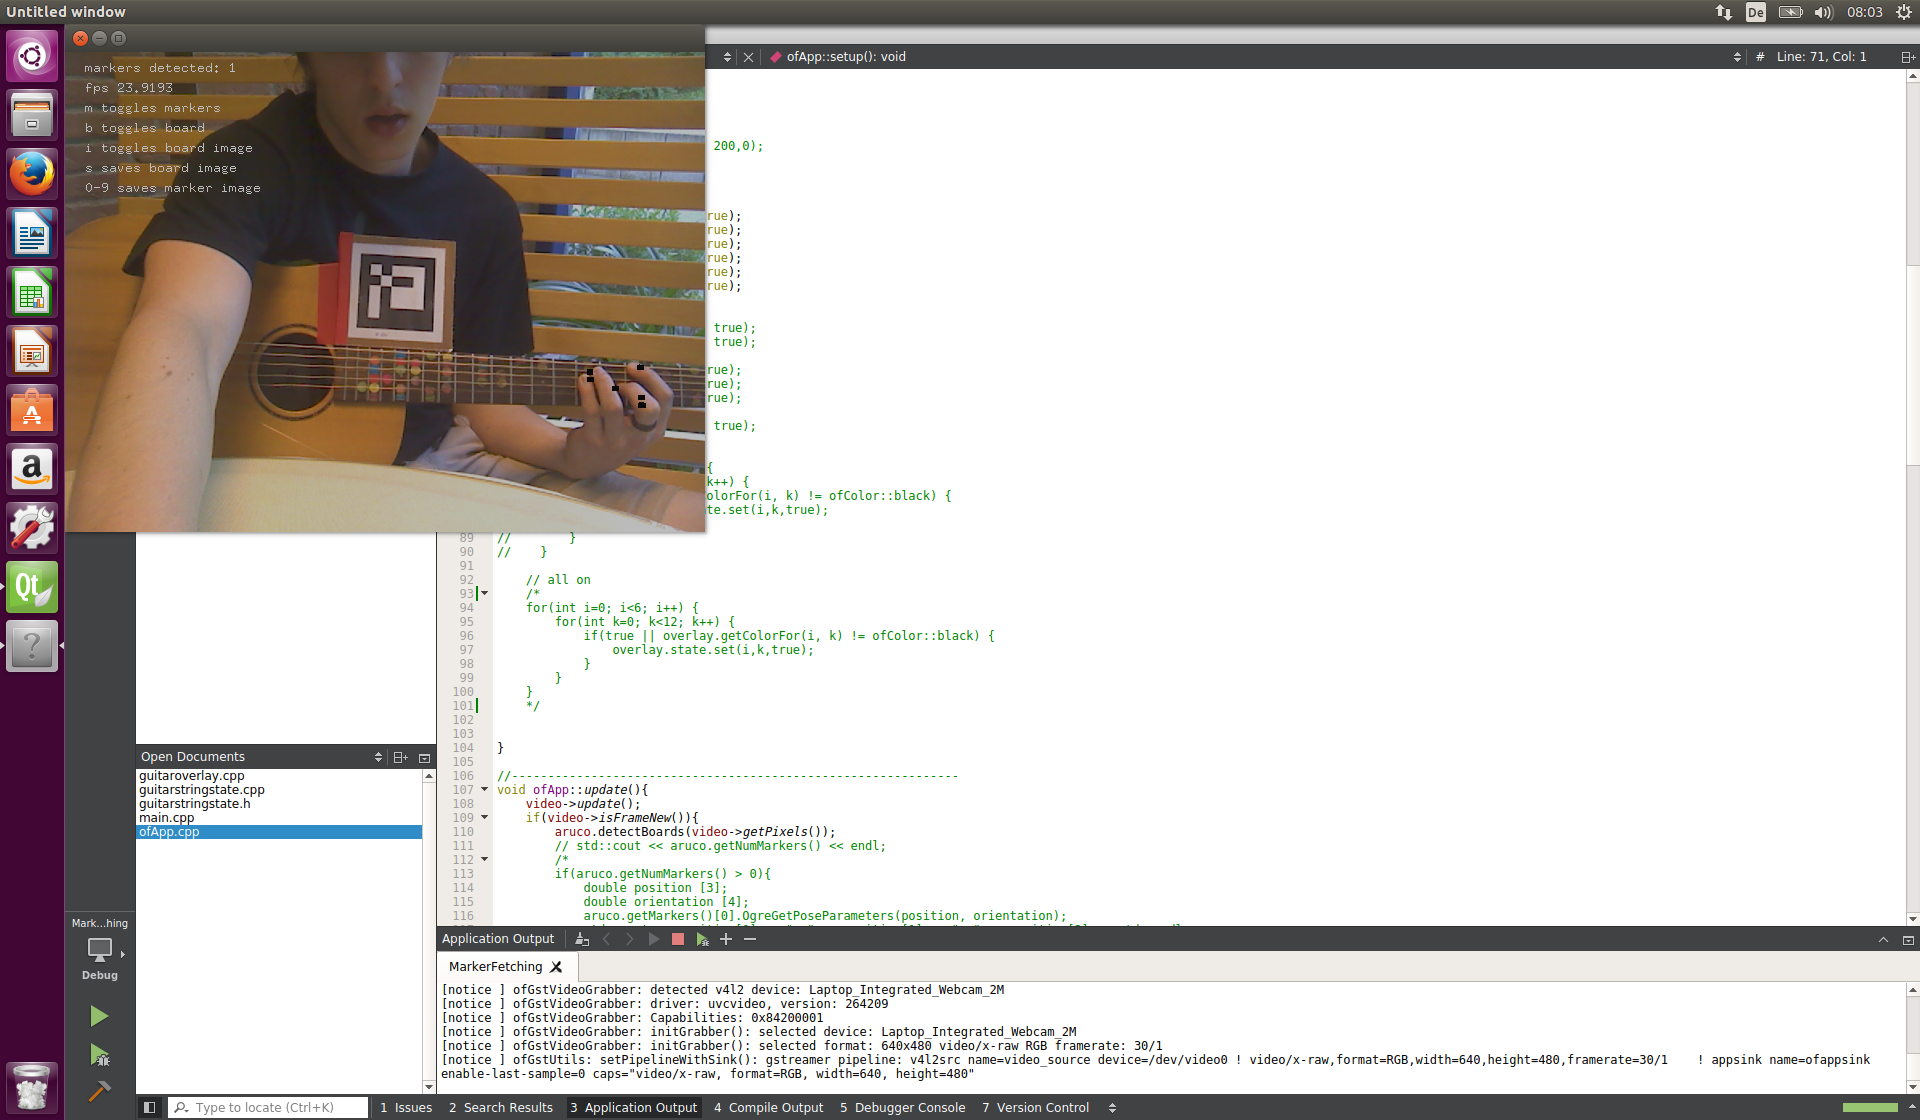 Untitled window
De
08:03
ofApp::setup(): void
# Line: 71, Col: 1
markers detected: 1
fps 23.9193
m toggles markers
b toggles board
i toggles board image
s saves board image
0-9 saves marker image
200,0);
rue);
rue);
rue);
rue);
rue);
rue);
true);
true);
rue);
rue);
rue);
true);
{
k++) {
olorFor(i, k) != ofColor::black) {
te.set(i,k,true);
89 // }
90 // }
91
92 // all on
93 /*
94 for(int i=0; i<6; i++) {
95 for(int k=0; k<12; k++) {
96 if(true || overlay.getColorFor(i, k) != ofColor::black) {
97 overlay.state.set(i,k,true);
98 }
99 }
100 }
101 */
102
103
104 }
105
106 //--------------------------------------------------------------
107 void ofApp::update(){
108 video->update();
109 if(video->isFrameNew()){
110 aruco.detectBoards(video->getPixels());
111 // std::cout << aruco.getNumMarkers() << endl;
112 /*
113 if(aruco.getNumMarkers() > 0){
114 double position [3];
115 double orientation [4];
116 aruco.getMarkers()[0].OgreGetPoseParameters(position, orientation);
Open Documents
guitaroverlay.cpp
guitarstringstate.cpp
guitarstringstate.h
main.cpp
ofApp.cpp
Mark...hing
Debug
Qt
a
Application Output
MarkerFetching
[notice ] ofGstVideoGrabber: detected v4l2 device: Laptop_Integrated_Webcam_2M
[notice ] ofGstVideoGrabber: driver: uvcvideo, version: 264209
[notice ] ofGstVideoGrabber: Capabilities: 0x84200001
[notice ] ofGstVideoGrabber: initGrabber(): selected device: Laptop_Integrated_Webcam_2M
[notice ] ofGstVideoGrabber: initGrabber(): selected format: 640x480 video/x-raw RGB framerate: 30/1
[notice ] ofGstUtils: setPipelineWithSink(): gstreamer pipeline: v4l2src name=video_source device=/dev/video0 ! video/x-raw,format=RGB,width=640,height=480,framerate=30/1 ! appsink name=ofappsink
enable-last-sample=0 caps="video/x-raw, format=RGB, width=640, height=480"
Type to locate (Ctrl+K)
1 Issues
2 Search Results
3 Application Output
4 Compile Output
5 Debugger Console
7 Version Control